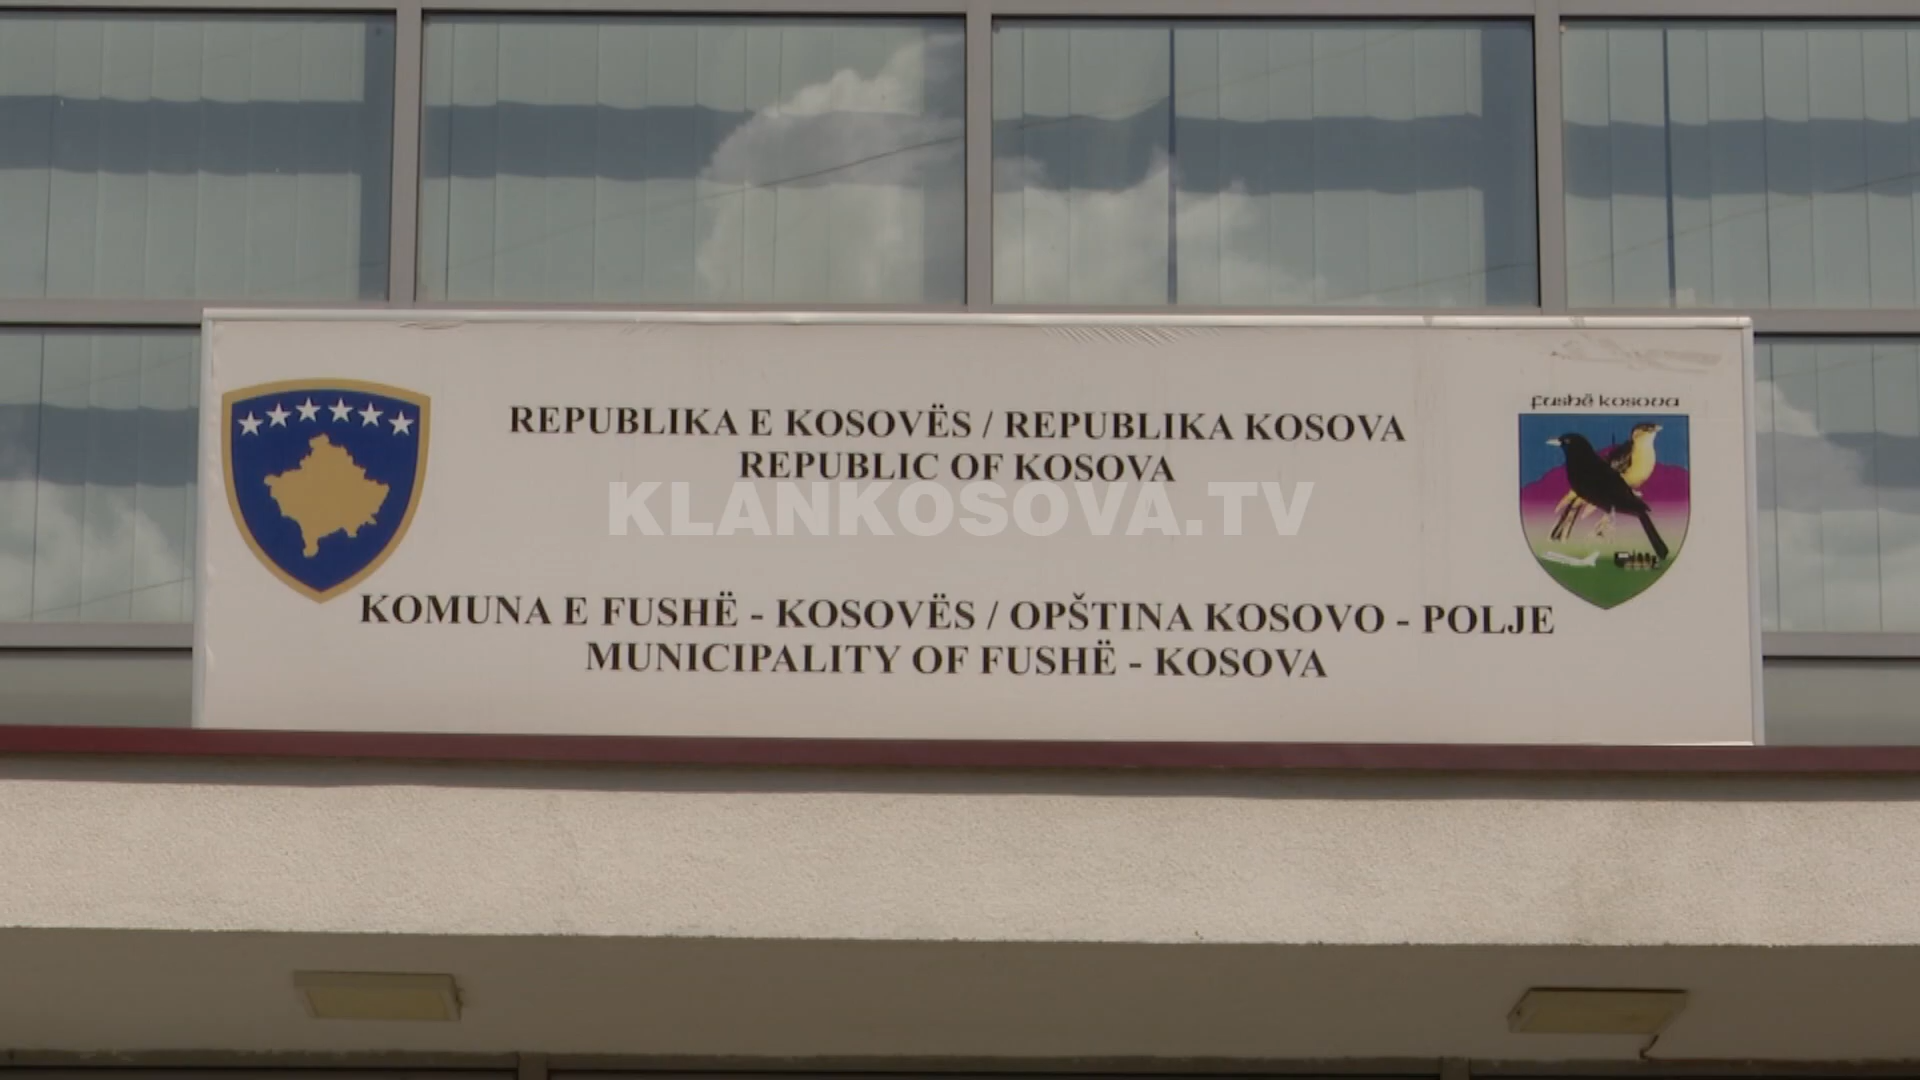 fushë kosova
REPUBLIKA E KOSOVËS / REPUBLIKA KOSOVA
REPUBLIC OF KOSOVA
KLANKOSOVA.TV
KOMUNA E FUSHË - KOSOVËS / OPŠTINA KOSOVO - POLJE
MUNICIPALITY OF FUSHË - KOSOVA